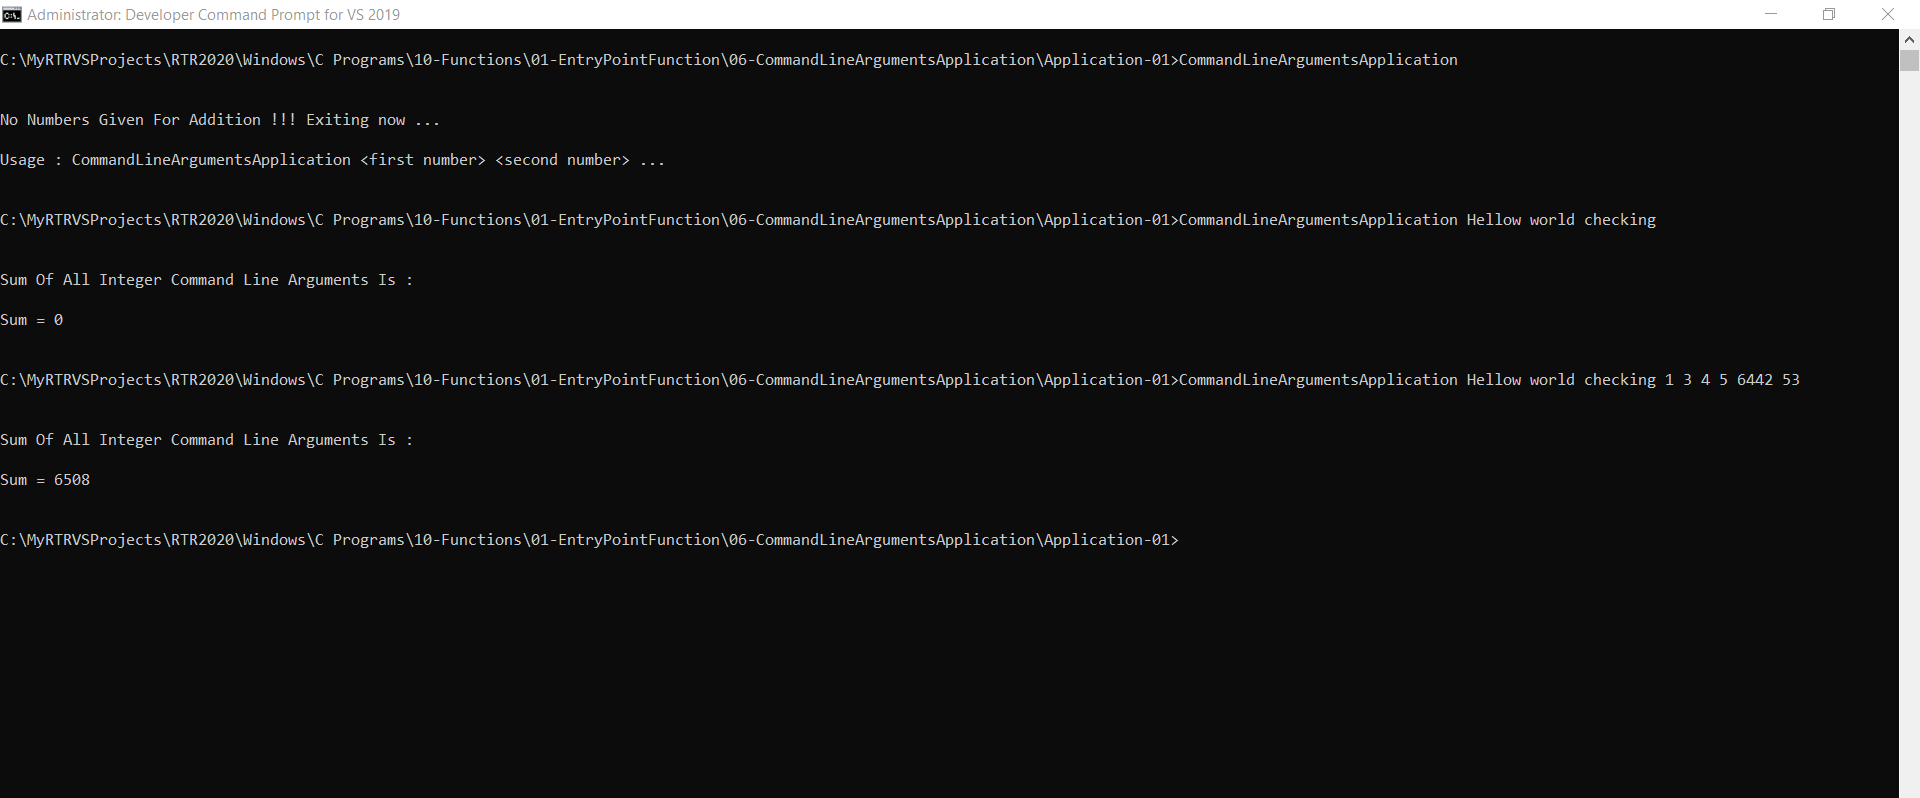 Administrator: Developer Command Prompt for VS 2019
C:\MyRTRVSProjects\RTR2020\Windows\C Programs\10-Functions\01-EntryPointFunction\06-CommandLineArgumentsApplication\Application-01>CommandLineArgumentsApplication
No Numbers Given For Addition !!! Exiting now ...
Usage : CommandLineArgumentsApplication <first number> <second number> ...
C:\MyRTRVSProjects\RTR2020\Windows\C Programs\10-Functions\01-EntryPointFunction\06-CommandLineArgumentsApplication\Application-01>CommandLineArgumentsApplication Hellow world checking
Sum Of All Integer Command Line Arguments Is :
Sum = 0
C:\MyRTRVSProjects\RTR2020\Windows\C Programs\10-Functions\01-EntryPointFunction\06-CommandLineArgumentsApplication\Application-01>CommandLineArgumentsApplication Hellow world checking 1 3 4 5 6442 53
Sum Of All Integer Command Line Arguments Is :
Sum = 6508
C:\MyRTRVSProjects\RTR2020\Windows\C Programs\10-Functions\01-EntryPointFunction\06-CommandLineArgumentsApplication\Application-01>